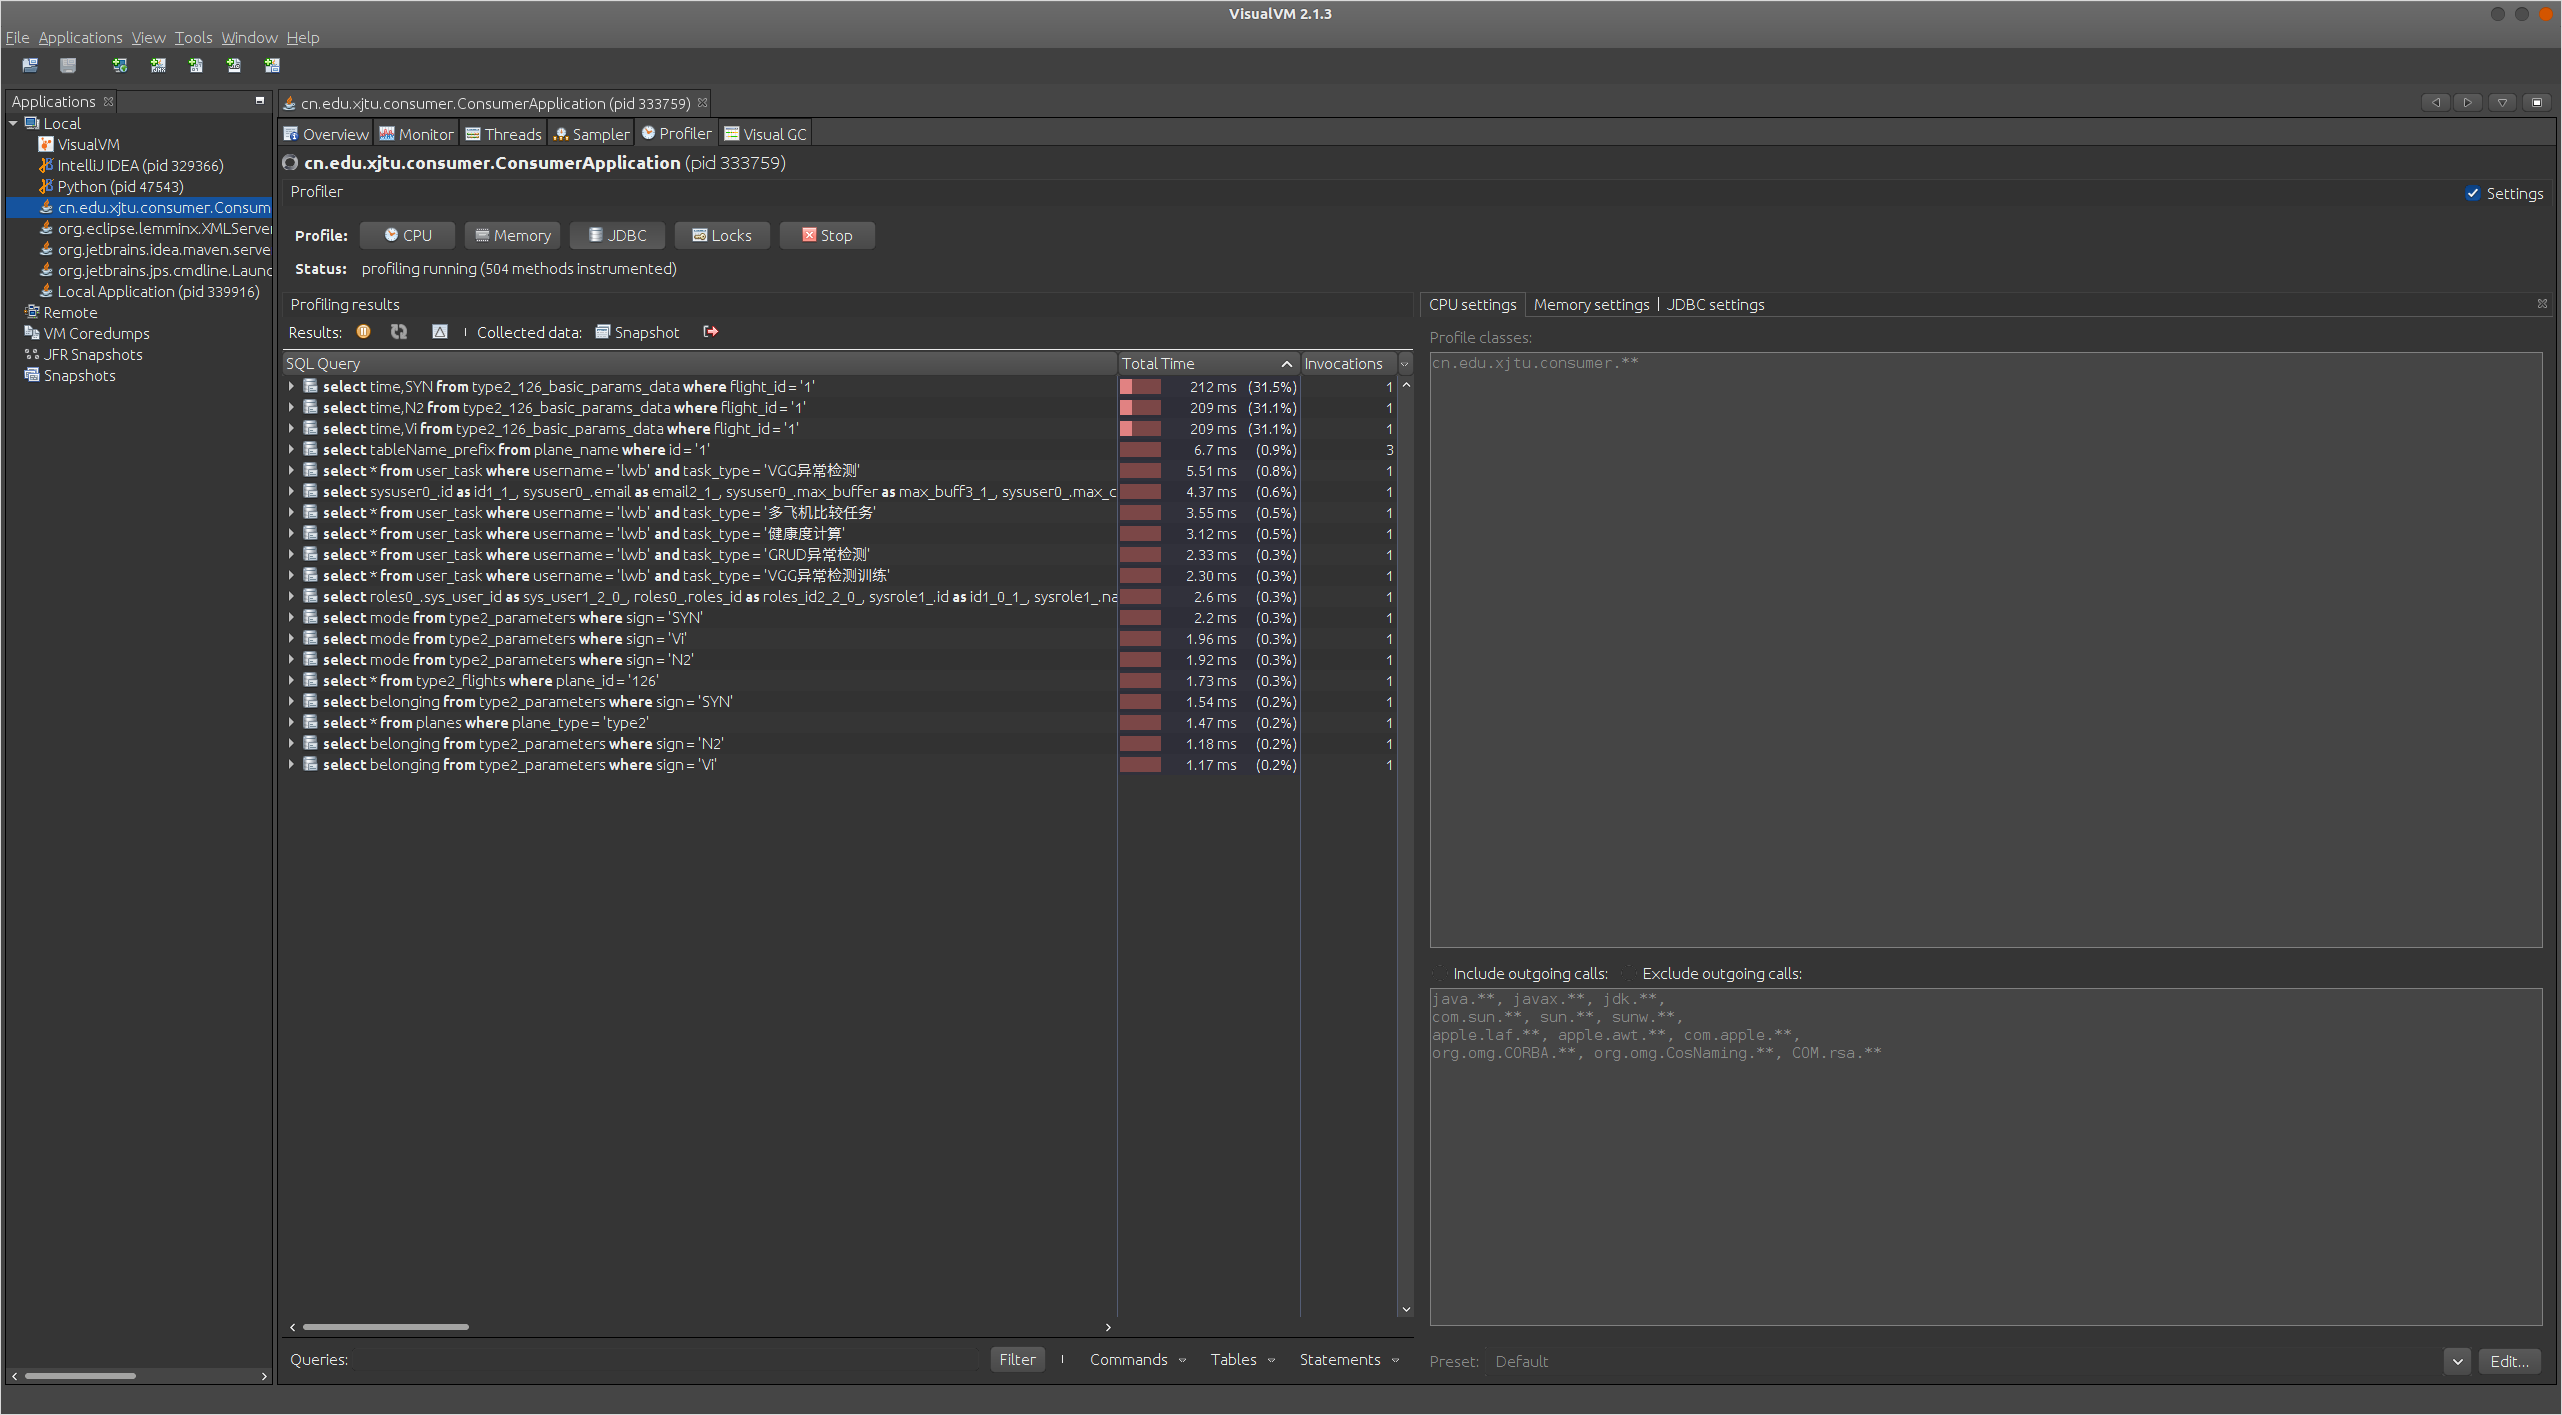 VisualVM 2.1.3
File Applications View Tools Window Help
Applications
Local
VisualVM
IntelliJ IDEA (pid 329366)
Python (pid 47543)
cn.edu.xjtu.consumer.Consum
org.eclipse.lemminx.XMLServer
org.jetbrains.idea.maven.serve
org.jetbrains.jps.cmdline.Launc
Local Application (pid 339916)
Remote
VM Coredumps
JFR Snapshots
Snapshots
cn.edu.xjtu.consumer.ConsumerApplication (pid 333759)
Overview Monitor Threads Sampler Profiler Visual GC
cn.edu.xjtu.consumer.ConsumerApplication (pid 333759)
Profiler
Settings
Profile: CPU Memory JDBC Locks Stop
Status: profiling running (504 methods instrumented)
Profiling results
Results: Collected data: Snapshot
SQL Query Total Time Invocations
select time,SYN from type2_126_basic_params_data where flight_id = '1' 212 ms (31.5%) 1
select time,N2 from type2_126_basic_params_data where flight_id = '1' 209 ms (31.1%) 1
select time,Vi from type2_126_basic_params_data where flight_id = '1' 209 ms (31.1%) 1
select tableName_prefix from plane_name where id = '1' 6.7 ms (0.9%) 3
select * from user_task where username = 'lwb' and task_type = 'VGG异常检测' 5.51 ms (0.8%) 1
select sysuser0_.id as id1_1_, sysuser0_.email as email2_1_, sysuser0_.max_buffer as max_buff3_1_, sysuser0_.max_c 4.37 ms (0.6%) 1
select * from user_task where username = 'lwb' and task_type = '多飞机比较任务' 3.55 ms (0.5%) 1
select * from user_task where username = 'lwb' and task_type = '健康度计算' 3.12 ms (0.5%) 1
select * from user_task where username = 'lwb' and task_type = 'GRUD异常检测' 2.33 ms (0.3%) 1
select * from user_task where username = 'lwb' and task_type = 'VGG异常检测训练' 2.30 ms (0.3%) 1
select roles0_.sys_user_id as sys_user1_2_0_, roles0_.roles_id as roles_id2_2_0_, sysrole1_.id as id1_0_1_, sysrole1_.na 2.6 ms (0.3%) 1
select mode from type2_parameters where sign = 'SYN' 2.2 ms (0.3%) 1
select mode from type2_parameters where sign = 'Vi' 1.96 ms (0.3%) 1
select mode from type2_parameters where sign = 'N2' 1.92 ms (0.3%) 1
select * from type2_flights where plane_id = '126' 1.73 ms (0.3%) 1
select belonging from type2_parameters where sign = 'SYN' 1.54 ms (0.2%) 1
select * from planes where plane_type = 'type2' 1.47 ms (0.2%) 1
select belonging from type2_parameters where sign = 'N2' 1.18 ms (0.2%) 1
select belonging from type2_parameters where sign = 'Vi' 1.17 ms (0.2%) 1
Queries: Filter Commands Tables Statements
CPU settings Memory settings JDBC settings
Profile classes:
cn.edu.xjtu.consumer.**
Include outgoing calls: Exclude outgoing calls:
java.**, javax.**, jdk.**,
com.sun.**, sun.**, sunw.**,
apple.laf.**, apple.awt.**, com.apple.**,
org.omg.CORBA.**, org.omg.CosNaming.**, COM.rsa.**
Preset: Default Edit...